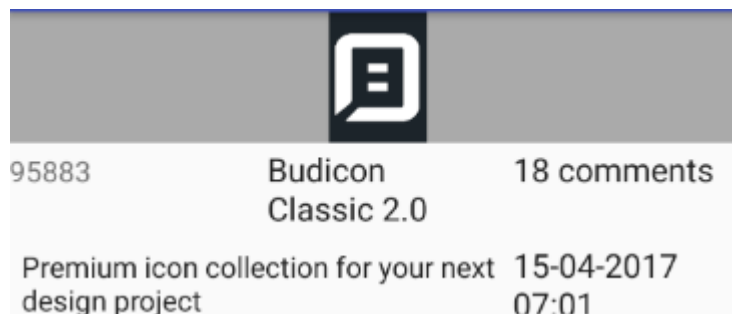 95883
Budicon
Classic 2.0
18 comments
Premium icon collection for your next
design project
15-04-2017
07:01